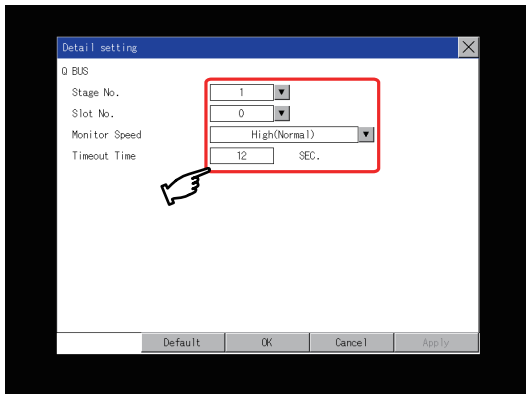 Detail setting
Q BUS
Stage No. 1
Slot No. 0
Monitor Speed High(Normal)
Timeout Time 12 SEC.
Default OK Cancel Apply